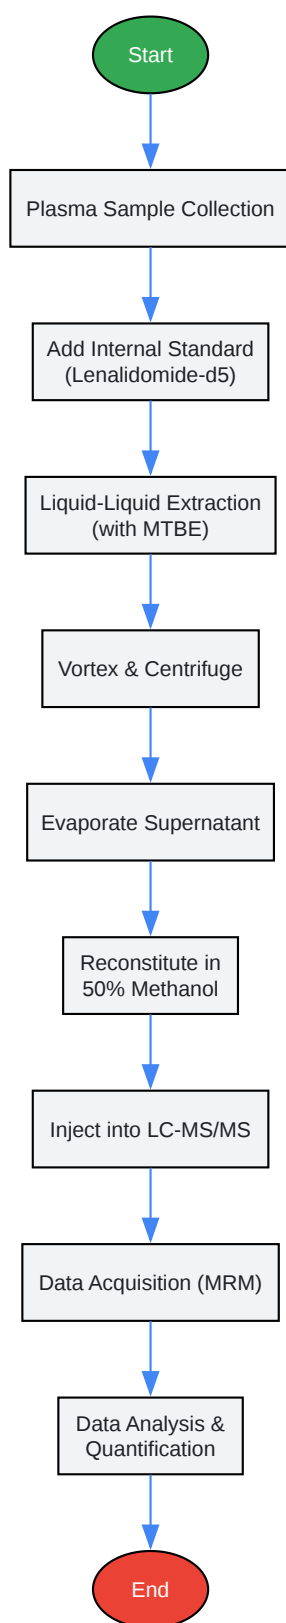 Start
Plasma Sample Collection
Add Internal Standard
(Lenalidomide-d5)
Liquid-Liquid Extraction
(with MTBE)
Vortex & Centrifuge
Evaporate Supernatant
Reconstitute in
50% Methanol
Inject into LC-MS/MS
Data Acquisition (MRM)
Data Analysis &
Quantification
End